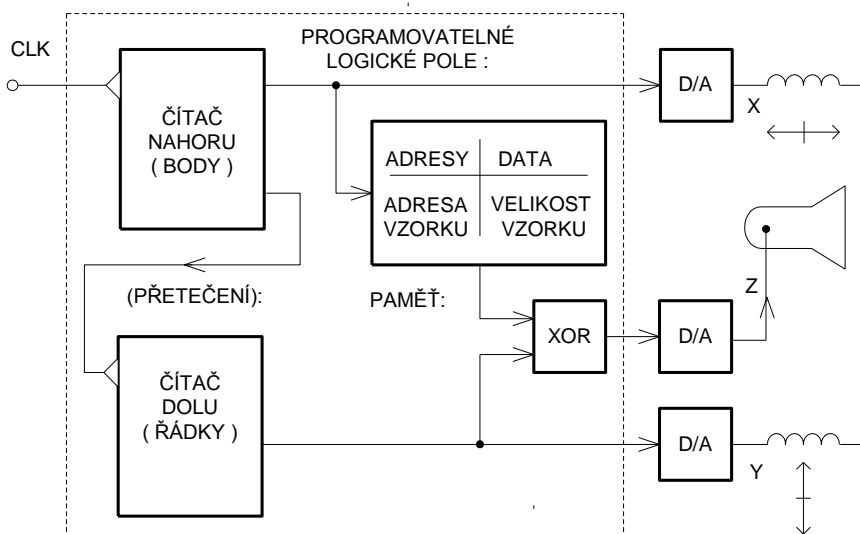 CLK
PROGRAMOVATELNÉ
LOGICKÉ POLE :
ČÍTAČ
NAHORU
( BODY )
D/A
X
ADRESY DATA
ADRESA VELIKOST
VZORKU VZORKU
(PŘETEČENÍ):
PAMĚŤ:
Z
XOR
D/A
ČÍTAČ
DOLU
( ŘÁDKY )
D/A
Y